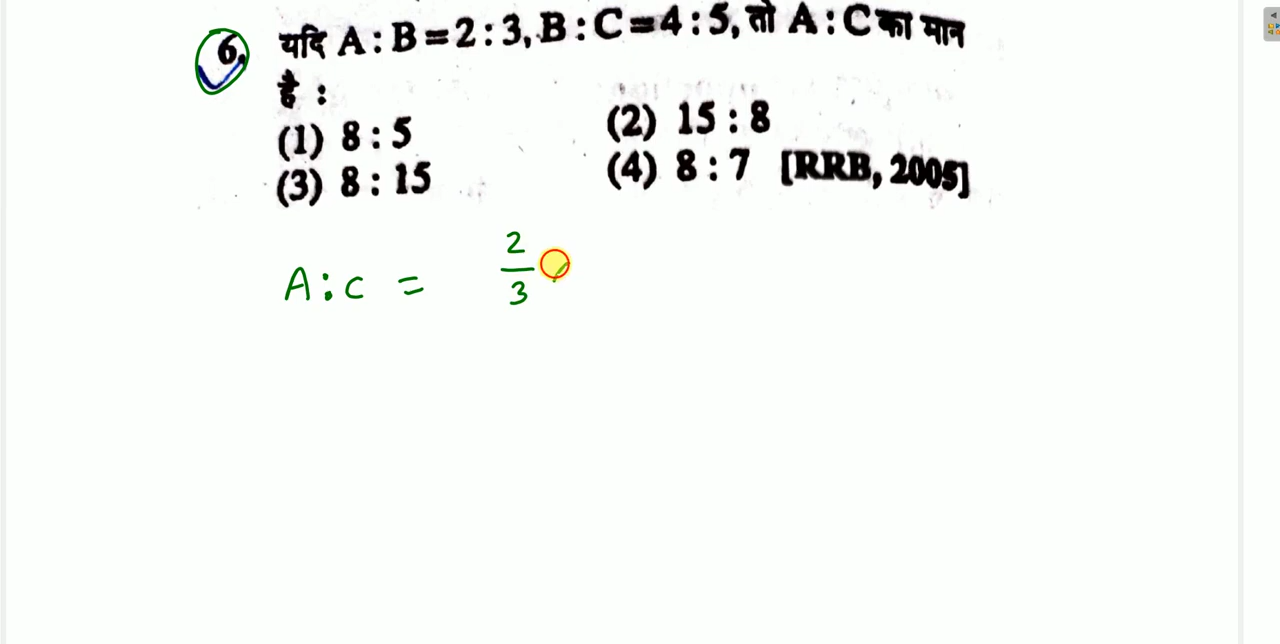 6. यदि A : B = 2 : 3, B : C = 4 : 5, तो A : C का मान
है :
(1) 8 : 5 (2) 15 : 8
(3) 8 : 15 (4) 8 : 7 [RRB, 2005]
A : C = 2/3